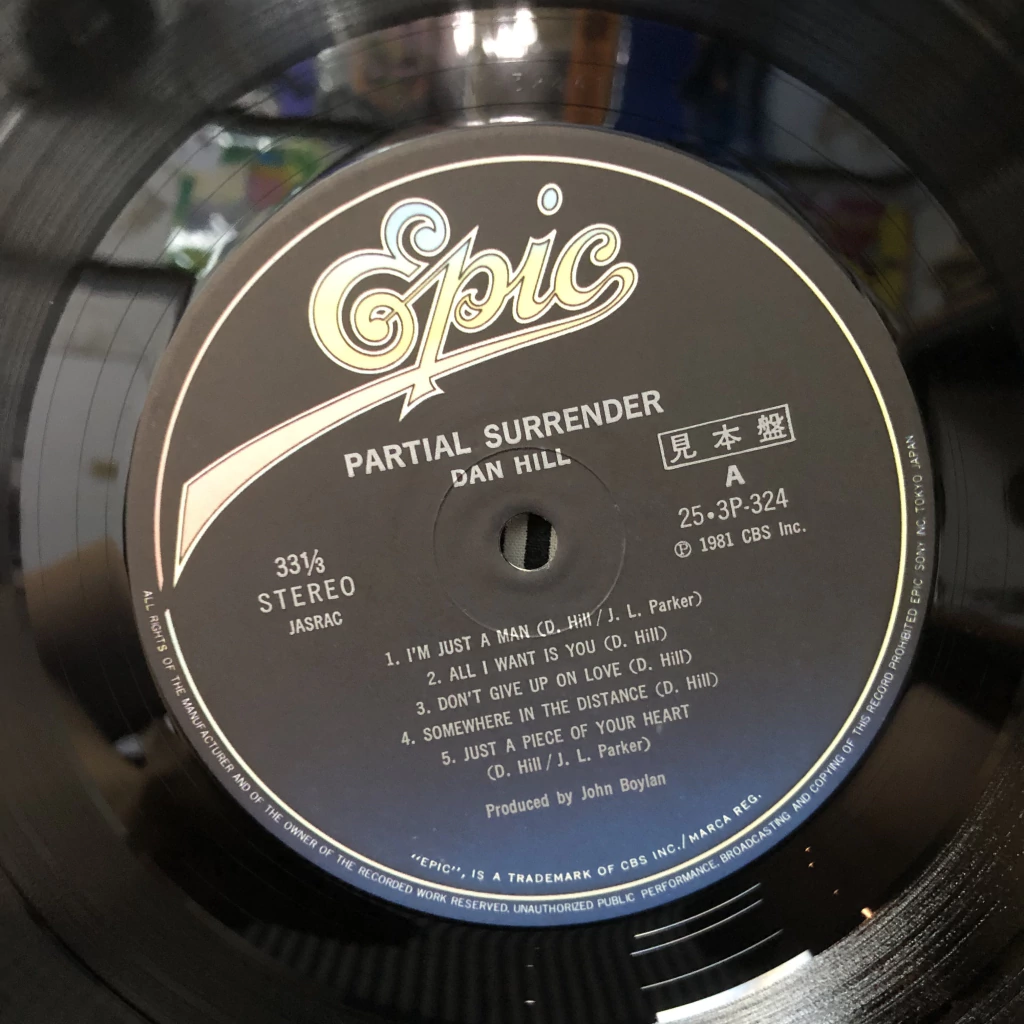 Epic
PARTIAL SURRENDER
DAN HILL
見本盤
A
25・3P-324
Ⓟ 1981 CBS Inc.
33⅓
STEREO
JASRAC
1. I'M JUST A MAN (D. Hill / J. L. Parker)
2. ALL I WANT IS YOU (D. Hill)
3. DON'T GIVE UP ON LOVE (D. Hill)
4. SOMEWHERE IN THE DISTANCE (D. Hill)
5. JUST A PIECE OF YOUR HEART
(D. Hill / J. L. Parker)
Produced by John Boylan
"EPIC", IS A TRADEMARK OF CBS INC./MARCA REG.
ALL RIGHTS OF THE MANUFACTURER AND OF THE OWNER OF THE RECORDED WORK RESERVED. UNAUTHORIZED PUBLIC PERFORMANCE, BROADCASTING AND COPYING OF THIS RECORD PROHIBITED EPIC SONY INC. TOKYO JAPAN